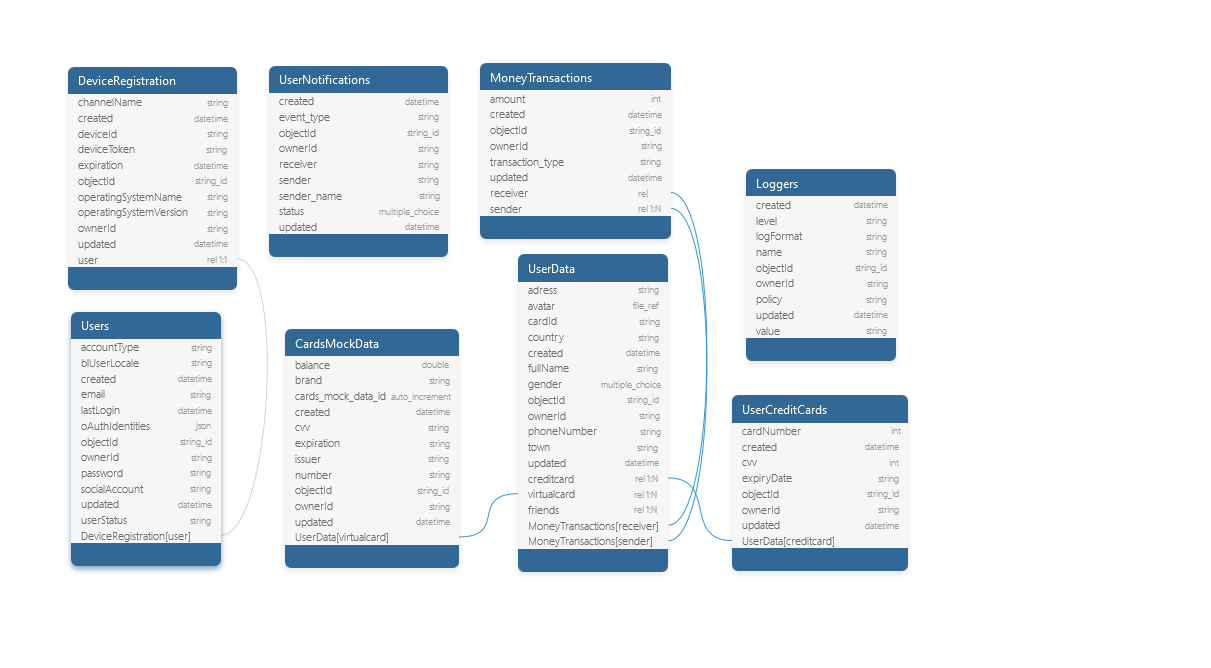 DeviceRegistration
channelName string
created datetime
deviceId string
deviceToken string
expiration datetime
objectId string_id
operatingSystemName string
operatingSystemVersion string
ownerId string
updated datetime
user rel 1:1
UserNotifications
created datetime
event_type string
objectId string_id
ownerId string
receiver string
sender string
sender_name string
status multiple_choice
updated datetime
MoneyTransactions
amount int
created datetime
objectId string_id
ownerId string
transaction_type string
updated datetime
receiver rel
sender rel 1:N
Loggers
created datetime
level string
logFormat string
name string
objectId string_id
ownerId string
policy string
updated datetime
value string
Users
accountType string
blUserLocale string
created datetime
email string
lastLogin datetime
oAuthIdentities json
objectId string_id
ownerId string
password string
socialAccount string
updated datetime
userStatus string
DeviceRegistration[user]
CardsMockData
balance double
brand string
cards_mock_data_id auto_increment
created datetime
cvv string
expiration string
issuer string
number string
objectId string_id
ownerId string
updated datetime
UserData[virtualcard]
UserData
adress string
avatar file_ref
cardId string
country string
created datetime
fullName string
gender multiple_choice
objectId string_id
ownerId string
phoneNumber string
town string
updated datetime
creditcard rel 1:N
virtualcard rel 1:N
friends rel 1:N
MoneyTransactions[receiver]
MoneyTransactions[sender]
UserCreditCards
cardNumber int
created datetime
cvv int
expiryDate string
objectId string_id
ownerId string
updated datetime
UserData[creditcard]